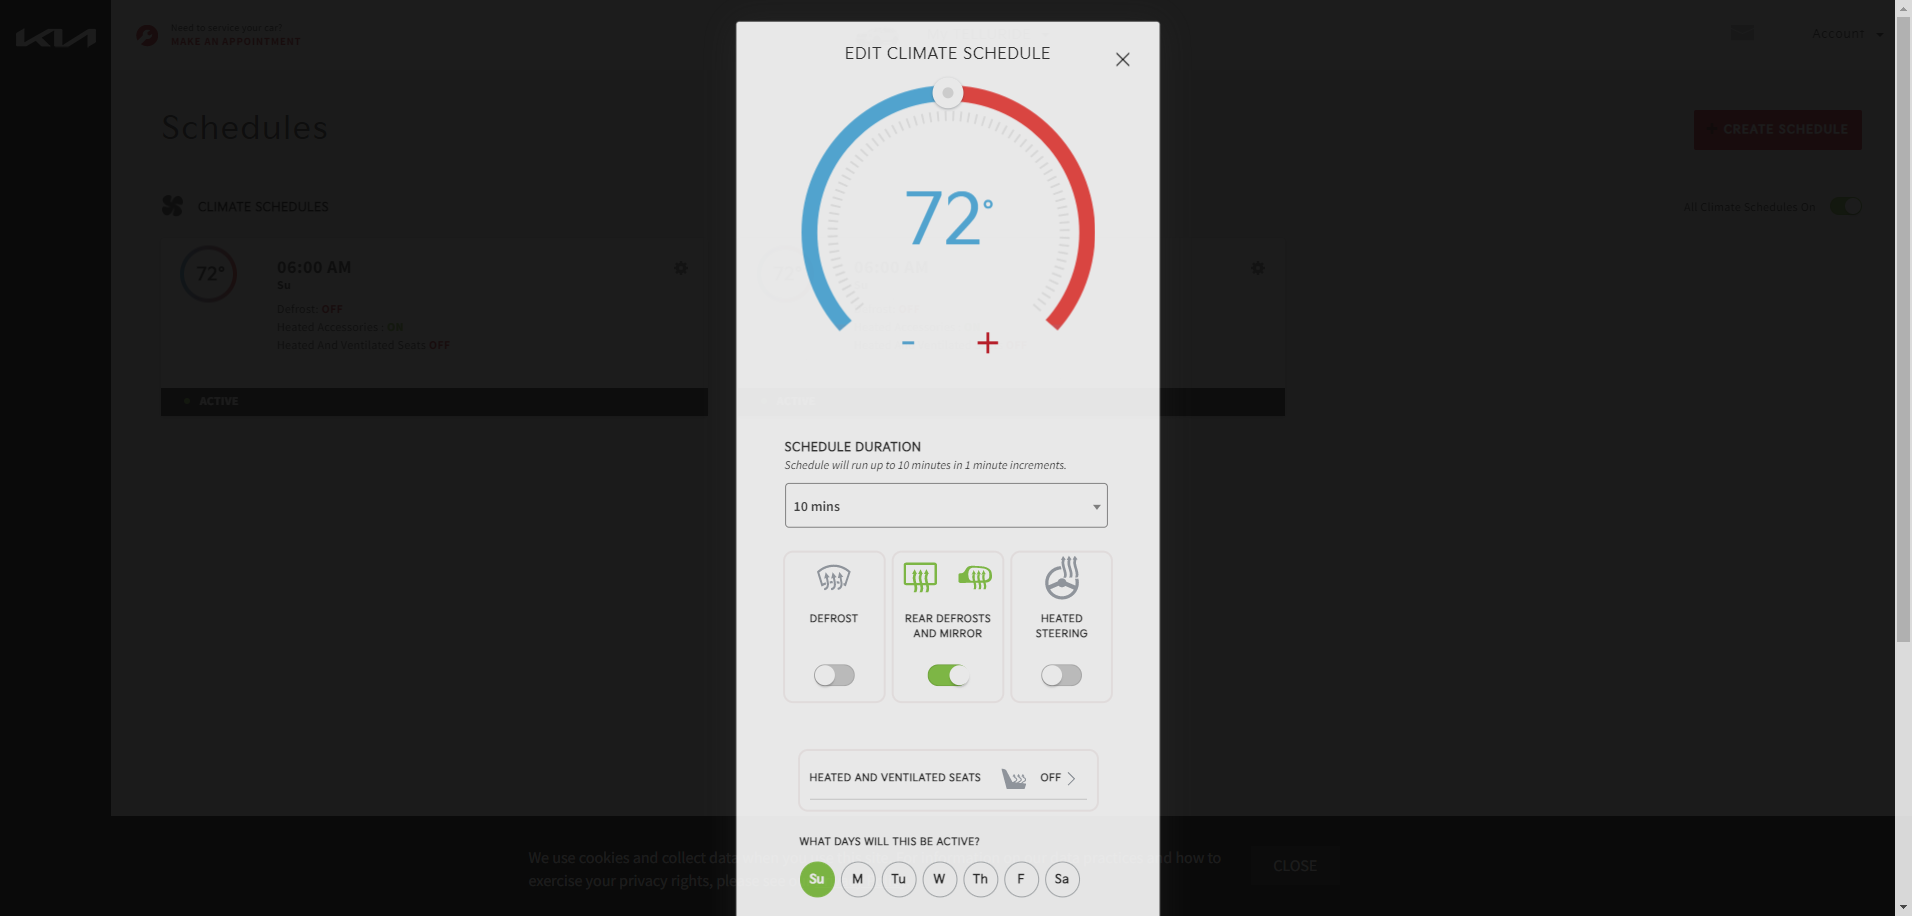 KIA
Need to service your car?
MAKE AN APPOINTMENT
Account
Schedules
CREATE SCHEDULE
CLIMATE SCHEDULES
All Climate Schedules On
72°
06:00 AM
Su
Defrost: OFF
Heated Accessories : ON
Heated And Ventilated Seats OFF
ACTIVE
EDIT CLIMATE SCHEDULE
72°
-
+
SCHEDULE DURATION
Schedule will run up to 10 minutes in 1 minute increments.
10 mins
DEFROST
REAR DEFROSTS
AND MIRROR
HEATED
STEERING
HEATED AND VENTILATED SEATS
OFF
WHAT DAYS WILL THIS BE ACTIVE?
Su M Tu W Th F Sa
We use cookies and collect data and how to
exercise your privacy rights,
CLOSE